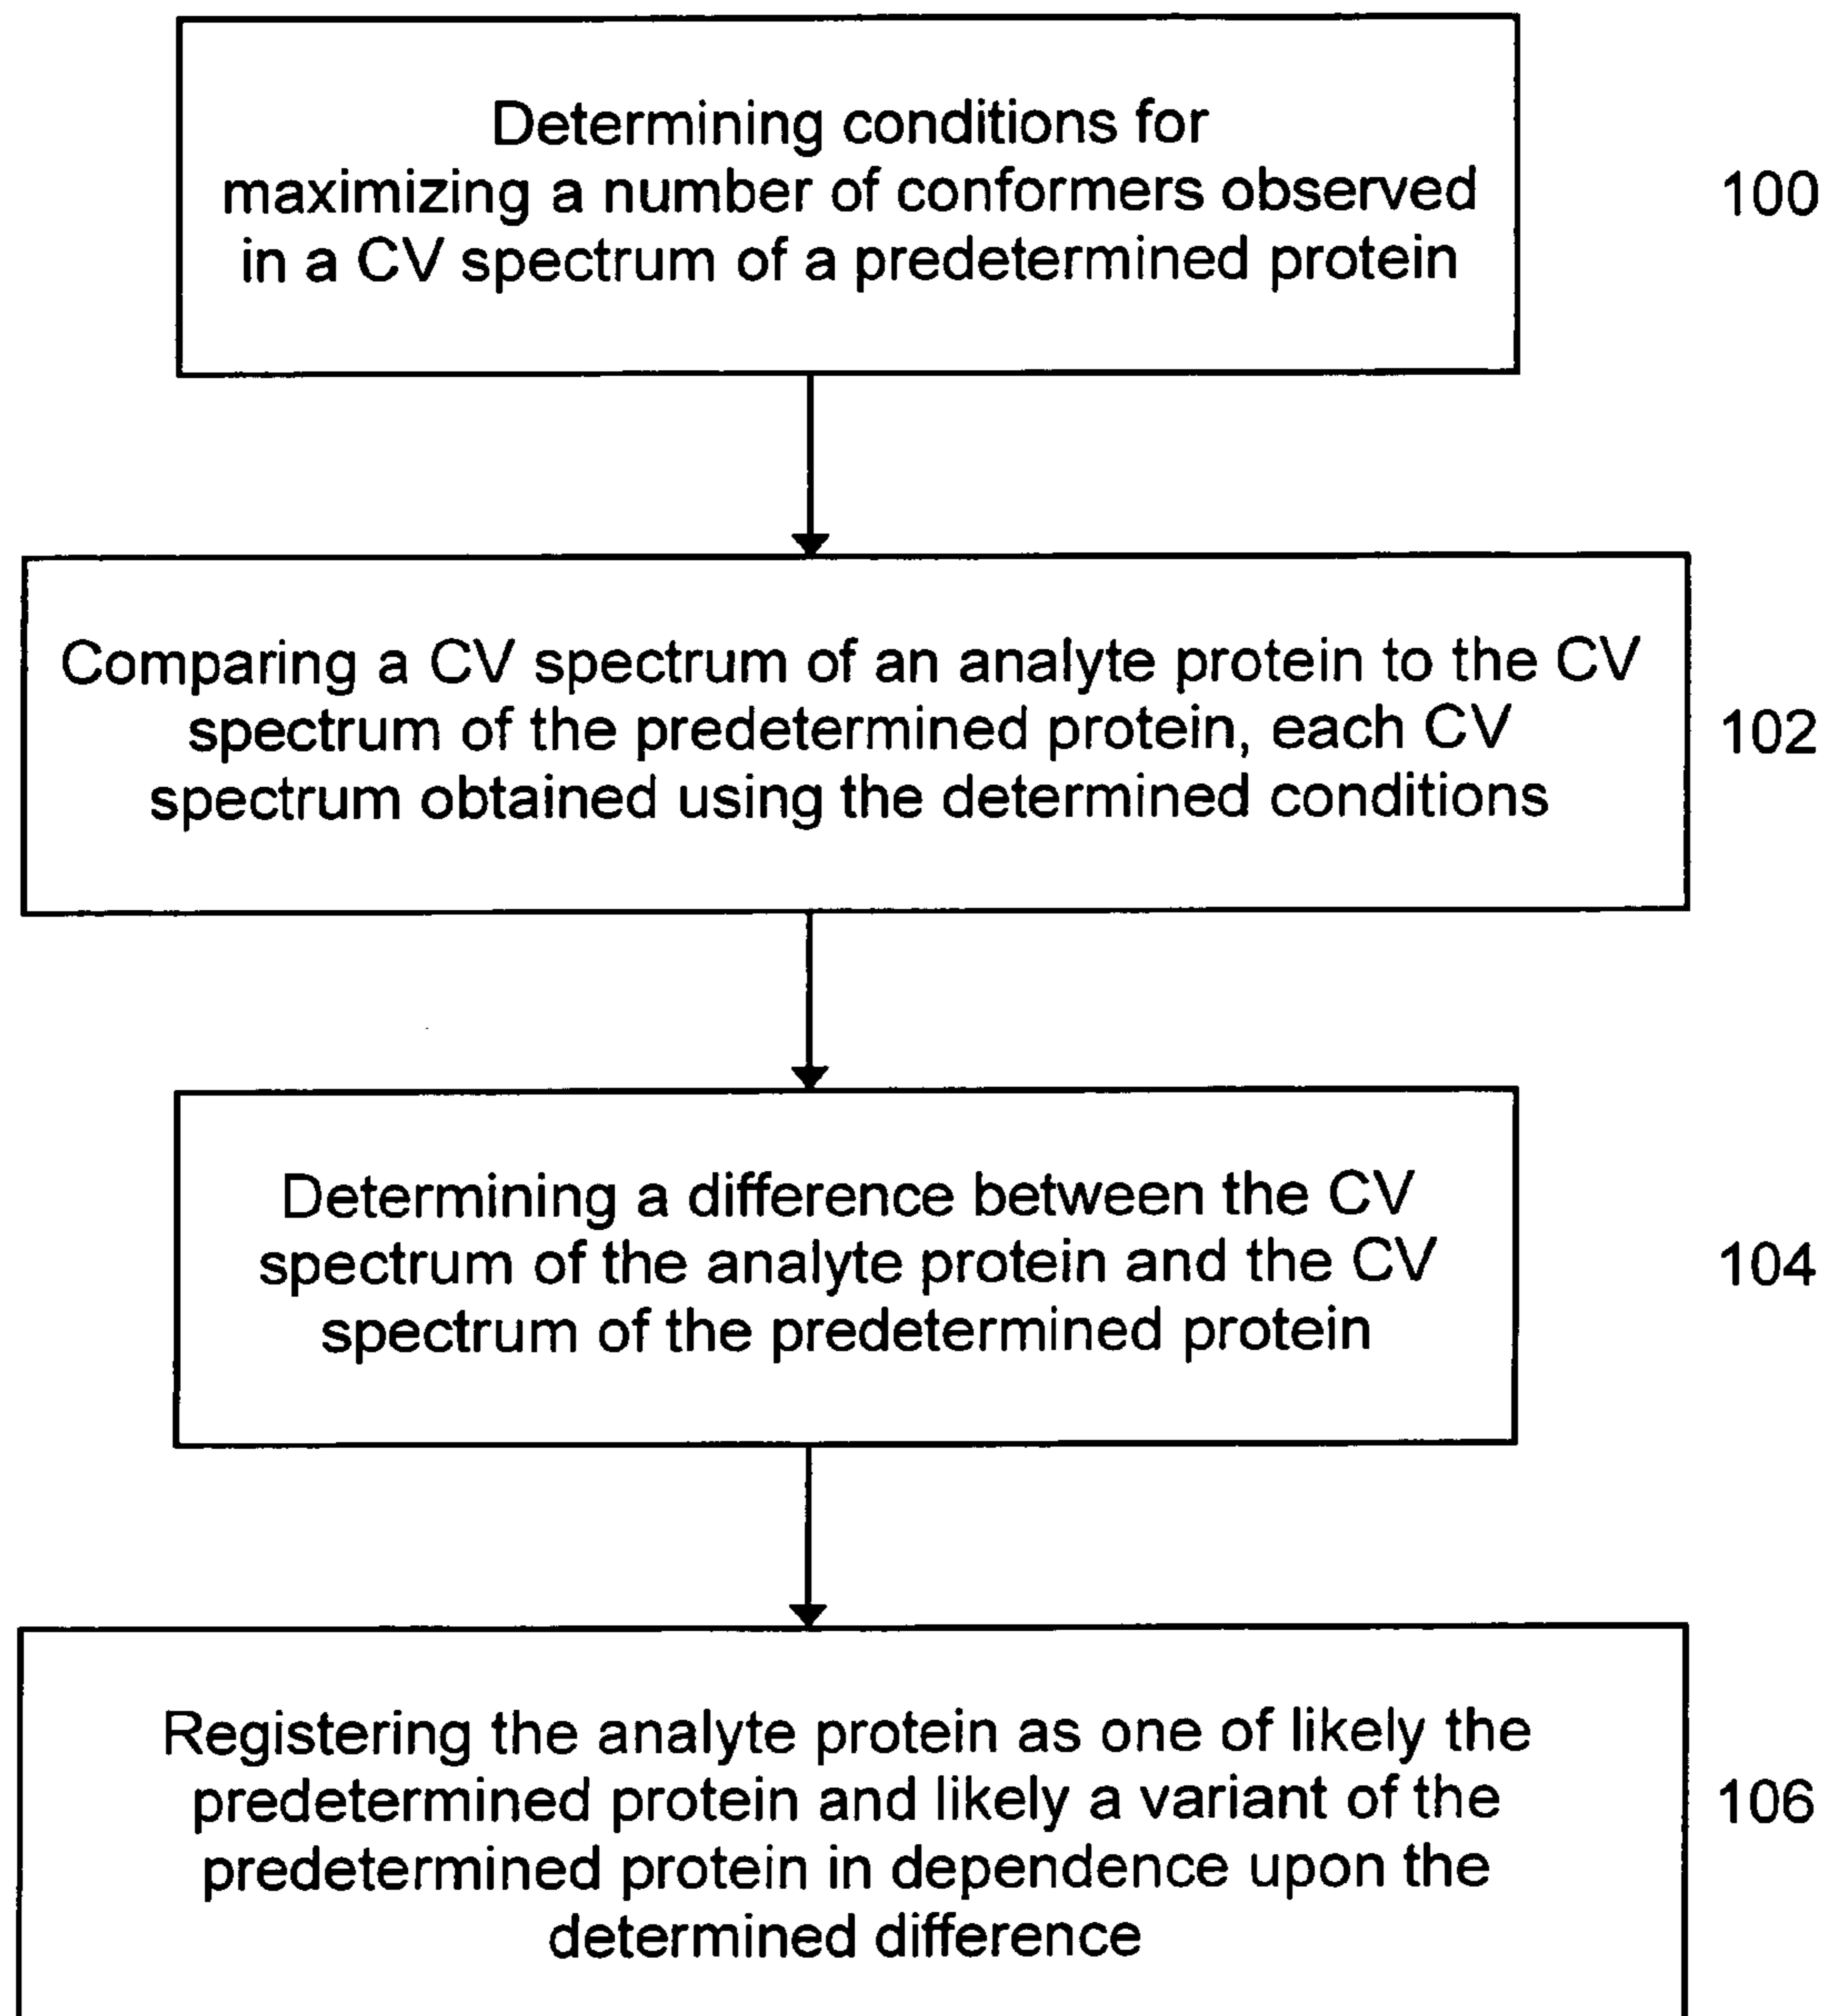 Determining conditions for
maximizing a number of conformers observed
in a CV spectrum of a predetermined protein
100
Comparing a CV spectrum of an analyte protein to the CV
spectrum of the predetermined protein, each CV
spectrum obtained using the determined conditions
102
Determining a difference between the CV
spectrum of the analyte protein and the CV
spectrum of the predetermined protein
104
Registering the analyte protein as one of likely the
predetermined protein and likely a variant of the
predetermined protein in dependence upon the
determined difference
106